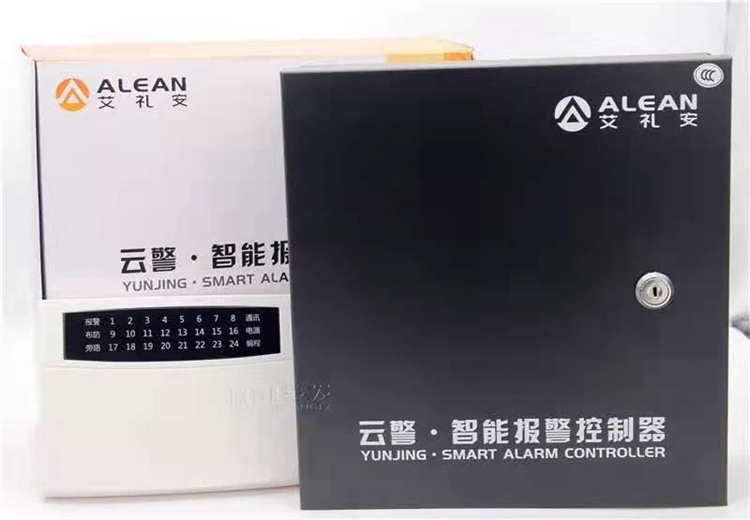 ALEAN
艾礼安
云警·智能报
YUNJING·SMART ALA
报警 1 2 3 4 5 6 7 8 通讯
布防 9 10 11 12 13 14 15 16 电源
旁路 17 18 19 20 21 22 23 24 编程
CCC
ALEAN
艾礼安
云警·智能报警控制器
YUNJING·SMART ALARM CONTROLLER